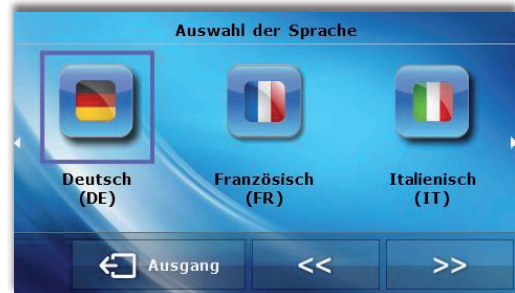 Auswahl der Sprache
Deutsch
(DE)
Französisch
(FR)
Italienisch
(IT)
Ausgang
<<
>>